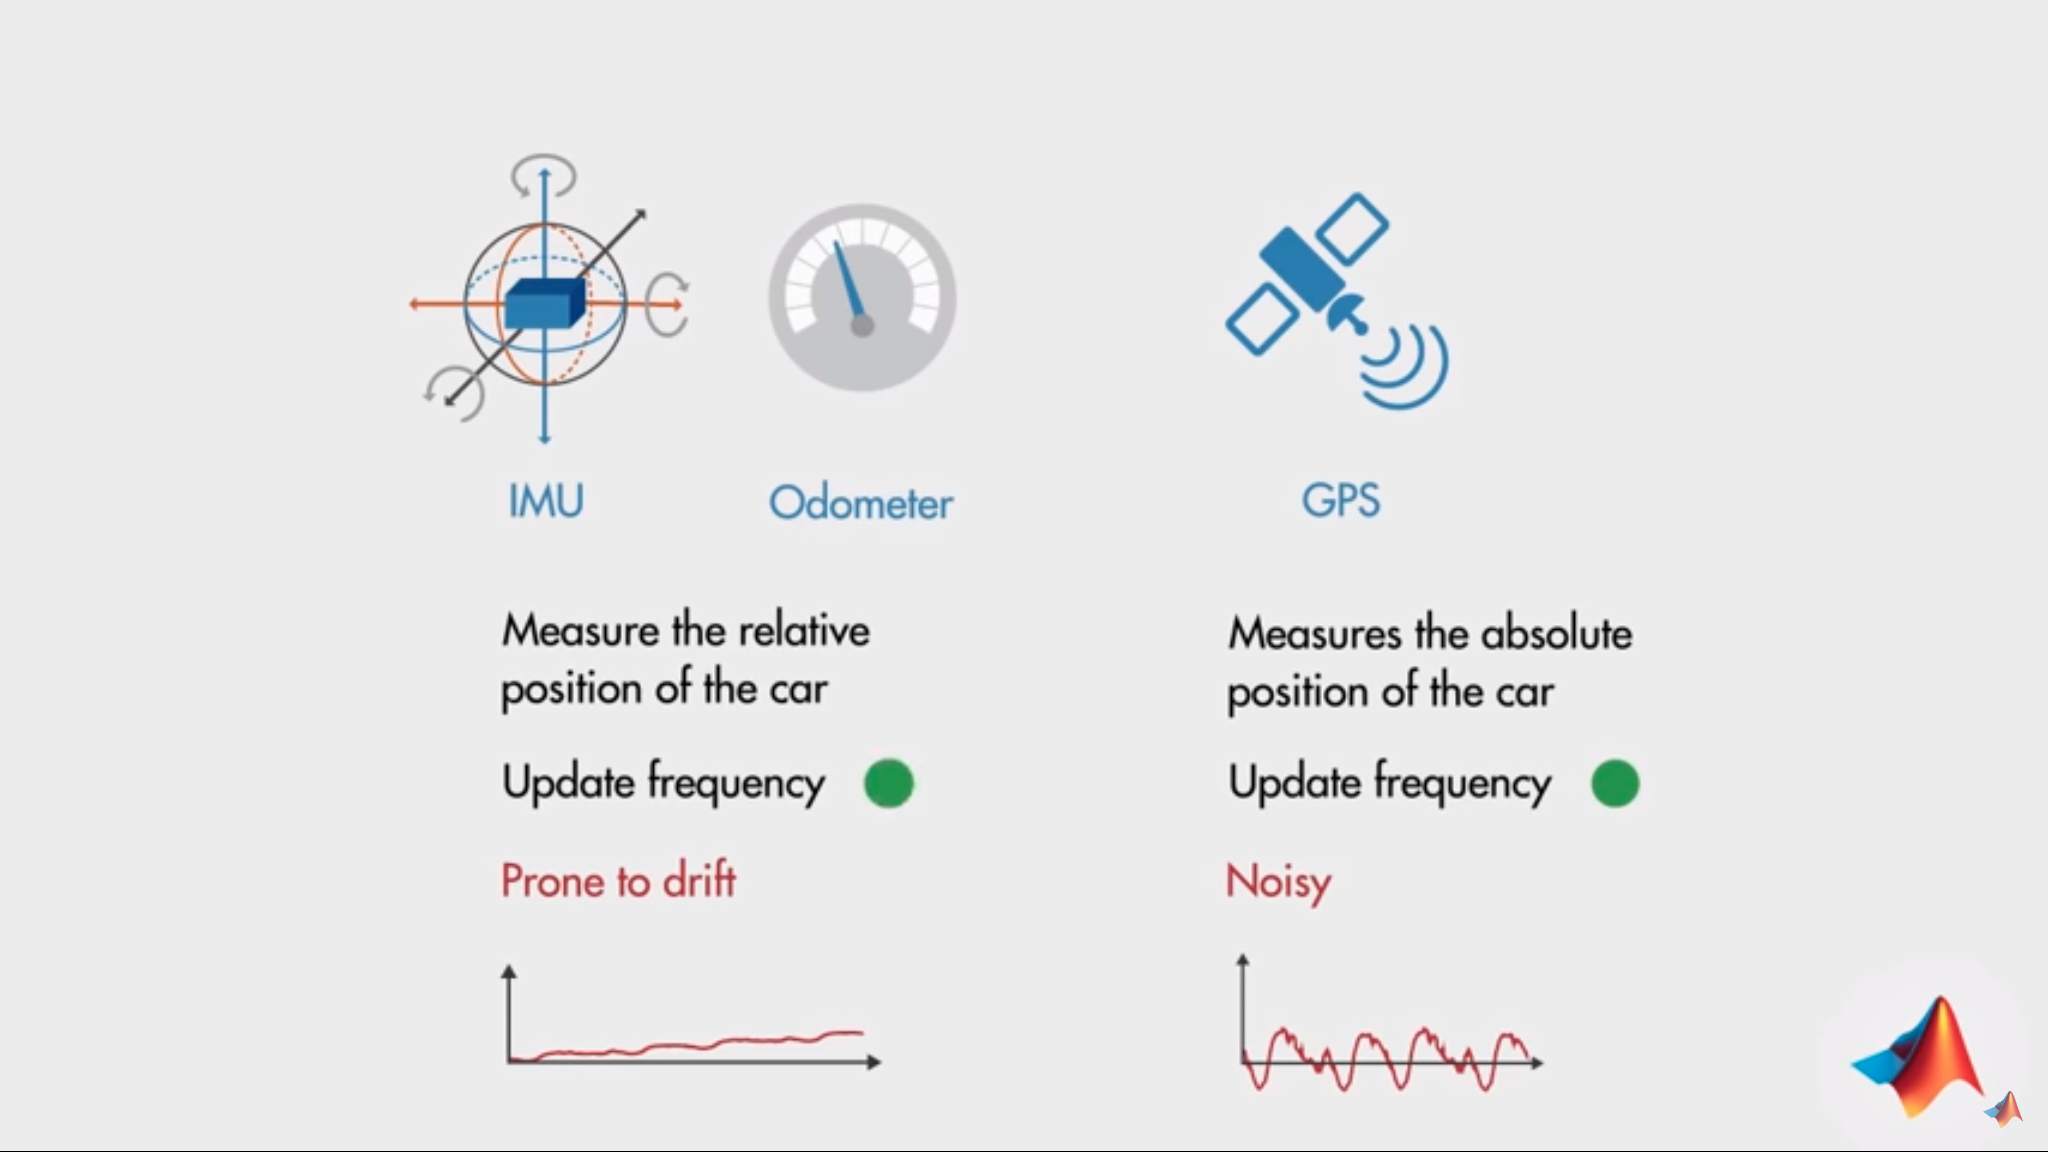 IMU
Odometer
Measure the relative
position of the car
Update frequency
Prone to drift
GPS
Measures the absolute
position of the car
Update frequency
Noisy